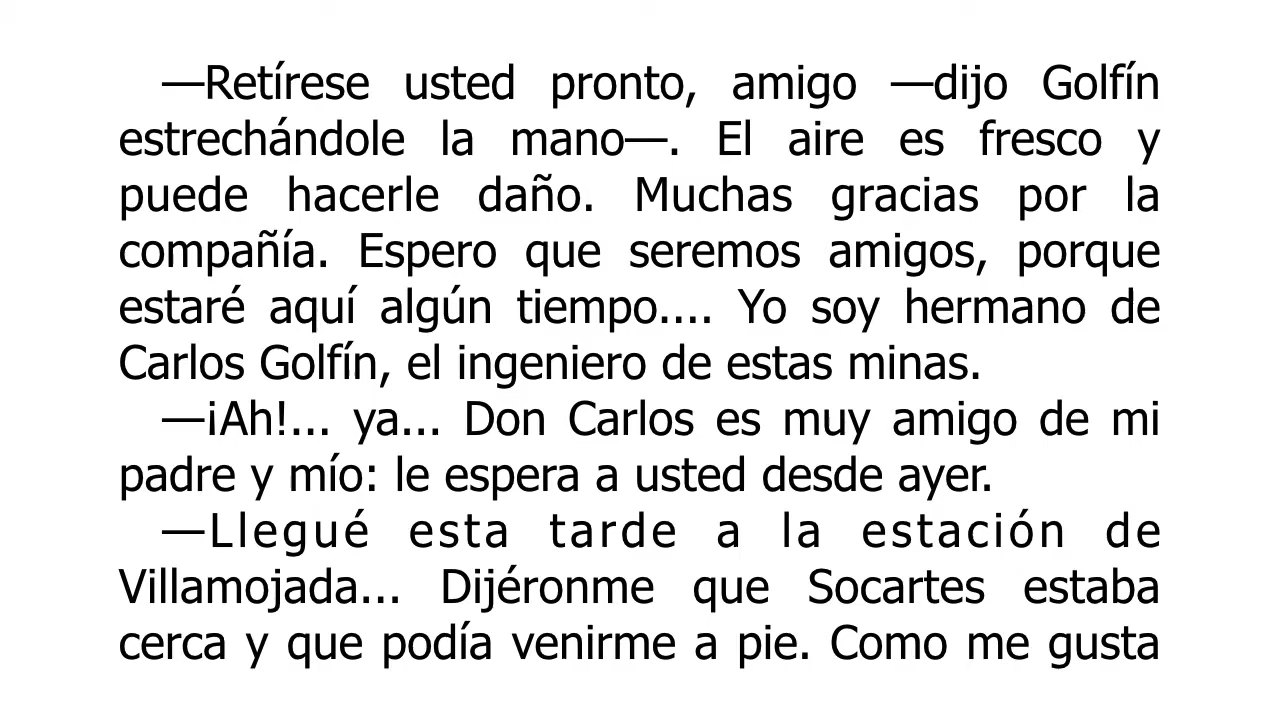 —Retírese usted pronto, amigo —dijo Golfín
estrechándole la mano—. El aire es fresco y
puede hacerle daño. Muchas gracias por la
compañía. Espero que seremos amigos, porque
estaré aquí algún tiempo.... Yo soy hermano de
Carlos Golfín, el ingeniero de estas minas.
—¡Ah!... ya... Don Carlos es muy amigo de mi
padre y mío: le espera a usted desde ayer.
—Llegué esta tarde a la estación de
Villamojada... Dijéronme que Socartes estaba
cerca y que podía venirme a pie. Como me gusta